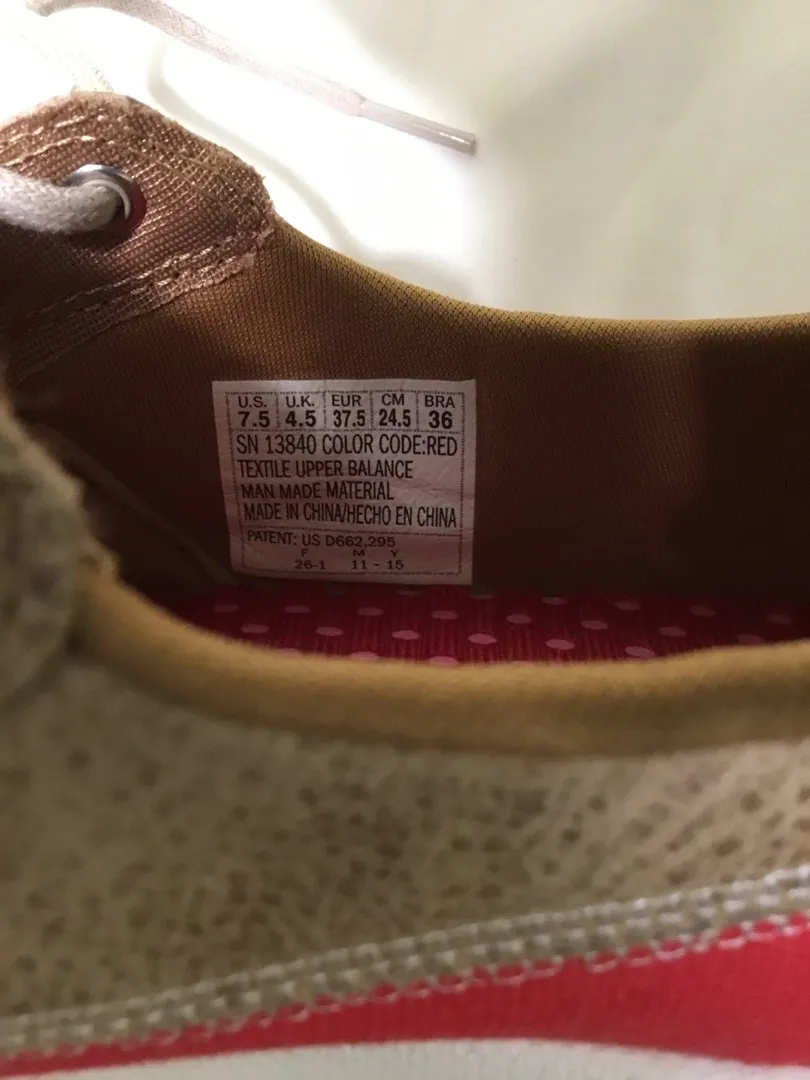 U.S. U.K. EUR CM BRA
7.5 4.5 37.5 24.5 36
SN 13840 COLOR CODE:RED
TEXTILE UPPER BALANCE
MAN MADE MATERIAL
MADE IN CHINA/HECHO EN CHINA
PATENT: US D662,295
F M Y
26-1 11 - 15